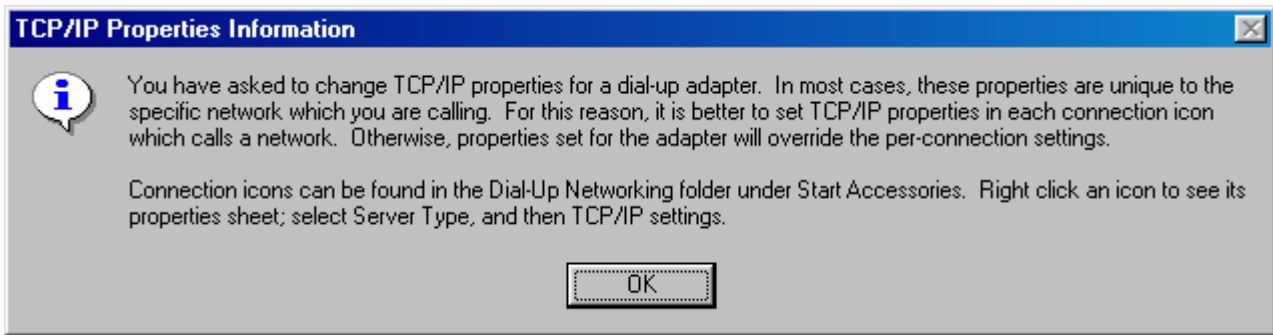 TCP/IP Properties Information
You have asked to change TCP/IP properties for a dial-up adapter.  In most cases, these properties are unique to the
specific network which you are calling.  For this reason, it is better to set TCP/IP properties in each connection icon
which calls a network.  Otherwise, properties set for the adapter will override the per-connection settings.
Connection icons can be found in the Dial-Up Networking folder under Start Accessories.  Right click an icon to see its
properties sheet; select Server Type, and then TCP/IP settings.
OK